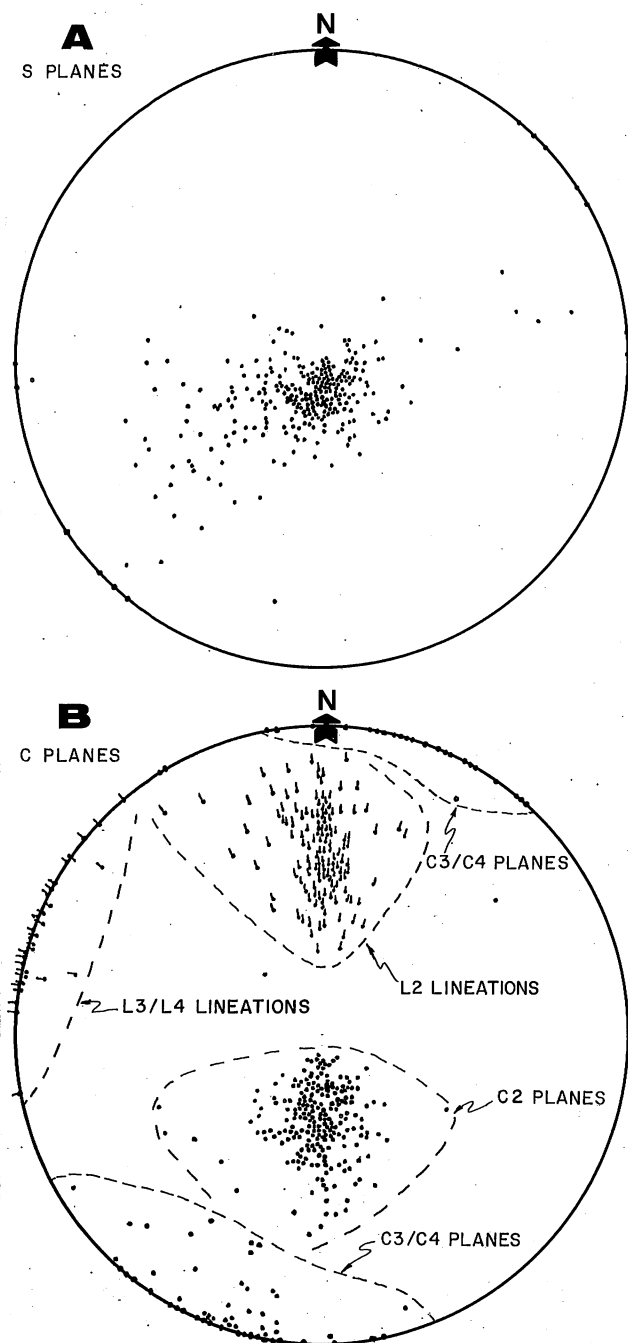 A
S PLANES
N
B
C PLANES
N
C3/C4 PLANES
L2 LINEATIONS
L3/L4 LINEATIONS
C2 PLANES
C3/C4 PLANES